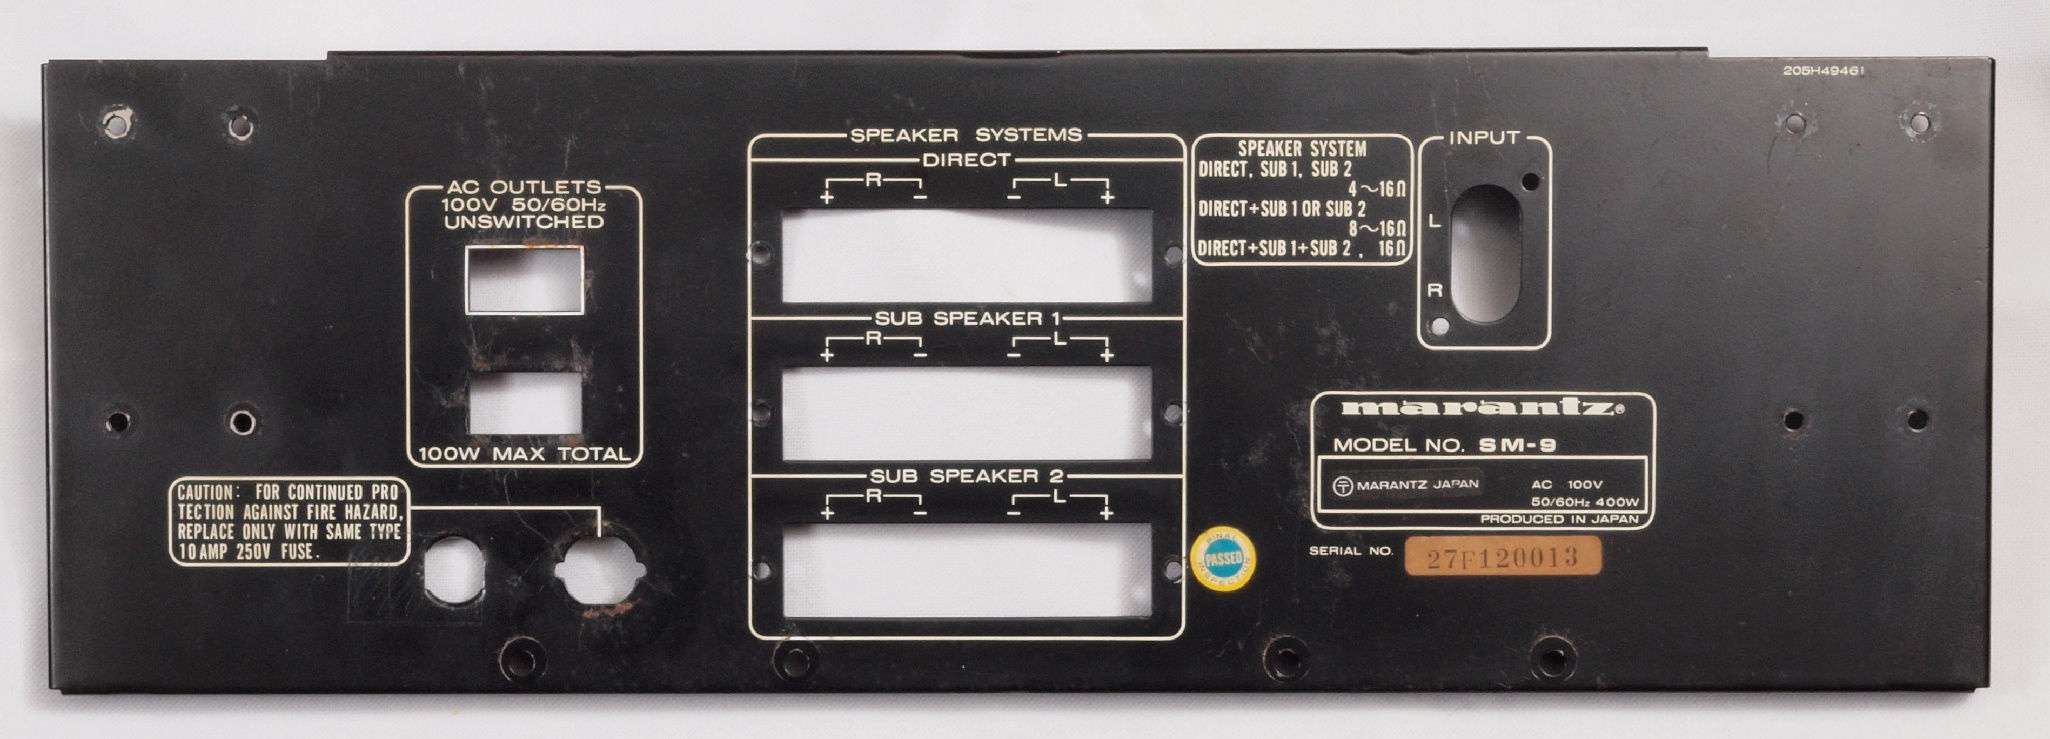 205H49461
AC OUTLETS
100V 50/60Hz
UNSWITCHED
100W MAX TOTAL
CAUTION: FOR CONTINUED PRO
TECTION AGAINST FIRE HAZARD,
REPLACE ONLY WITH SAME TYPE
10AMP 250V FUSE.
SPEAKER SYSTEMS
DIRECT
R L
+ - - +
SUB SPEAKER 1
R L
+ - - +
SUB SPEAKER 2
R L
+ - - +
SPEAKER SYSTEM
DIRECT, SUB 1, SUB 2
4~16Ω
DIRECT+SUB 1 OR SUB 2
8~16Ω
DIRECT+SUB 1+SUB 2, 16Ω
INPUT
L
R
marantz®
MODEL NO. SM-9
MARANTZ JAPAN AC 100V
50/60Hz 400W
PRODUCED IN JAPAN
SERIAL NO. 27F120013
FINAL
PASSED
INSPECTION